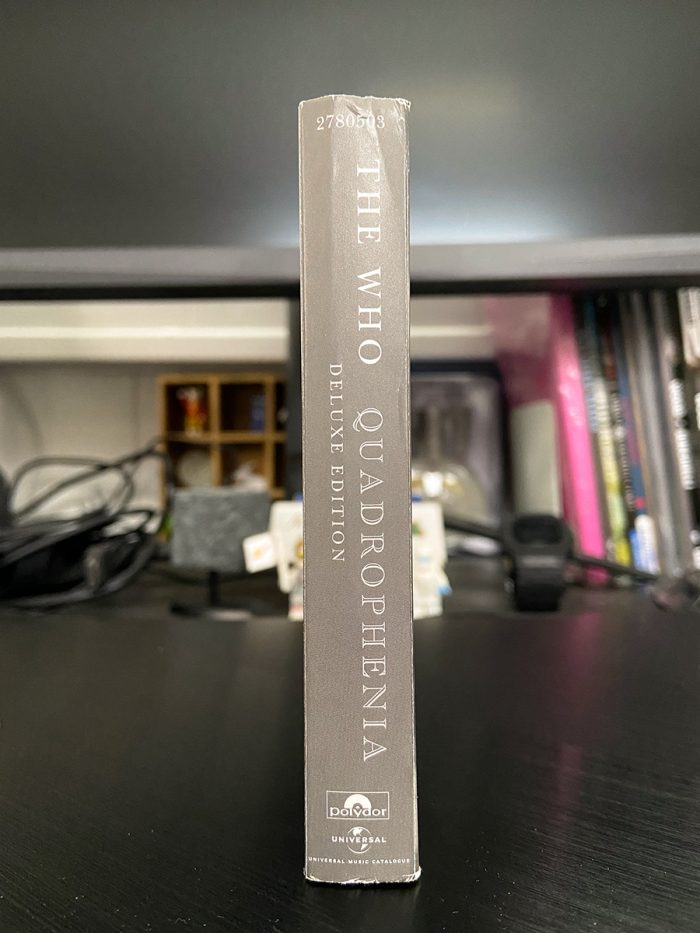 2780503
THE WHO QUADROPHENIA
DELUXE EDITION
polydor
UNIVERSAL
UNIVERSAL MUSIC CATALOGUE